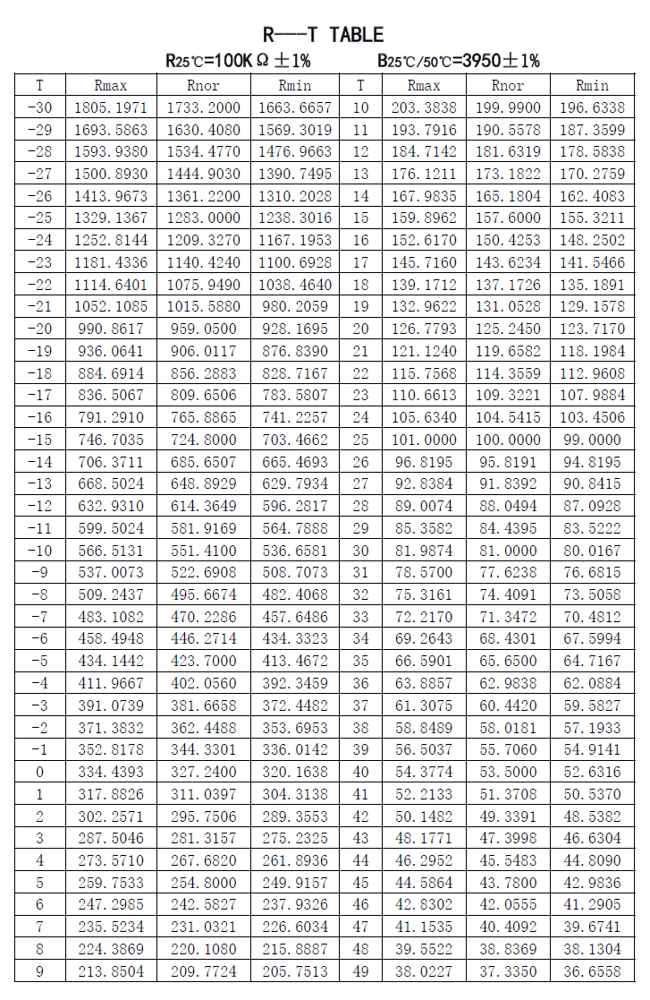 R———T TABLE
R25℃=100KΩ±1% B25℃/50℃=3950±1%
T Rmax Rnor Rmin T Rmax Rnor Rmin
-30 1805.1971 1733.2000 1663.6657 10 203.3838 199.9900 196.6338
-29 1693.5863 1630.4080 1569.3019 11 193.7916 190.5578 187.3599
-28 1593.9380 1534.4770 1476.9663 12 184.7142 181.6319 178.5838
-27 1500.8930 1444.9030 1390.7495 13 176.1211 173.1822 170.2759
-26 1413.9673 1361.2200 1310.2028 14 167.9835 165.1804 162.4083
-25 1329.1367 1283.0000 1238.3016 15 159.8962 157.6000 155.3211
-24 1252.8144 1209.3270 1167.1953 16 152.6170 150.4253 148.2502
-23 1181.4336 1140.4240 1100.6928 17 145.7160 143.6234 141.5466
-22 1114.6401 1075.9490 1038.4640 18 139.1712 137.1726 135.1891
-21 1052.1085 1015.5880 980.2059 19 132.9622 131.0528 129.1578
-20 990.8617 959.0500 928.1695 20 126.7793 125.2450 123.7170
-19 936.0641 906.0117 876.8390 21 121.1240 119.6582 118.1984
-18 884.6914 856.2883 828.7167 22 115.7568 114.3559 112.9608
-17 836.5067 809.6506 783.5807 23 110.6613 109.3221 107.9884
-16 791.2910 765.8865 741.2257 24 105.6340 104.5415 103.4506
-15 746.7035 724.8000 703.4662 25 101.0000 100.0000 99.0000
-14 706.3711 685.6507 665.4693 26 96.8195 95.8191 94.8195
-13 668.5024 648.8929 629.7934 27 92.8384 91.8392 90.8415
-12 632.9310 614.3649 596.2817 28 89.0074 88.0494 87.0928
-11 599.5024 581.9169 564.7888 29 85.3582 84.4395 83.5222
-10 566.5131 551.4100 536.6581 30 81.9874 81.0000 80.0167
-9 537.0073 522.6908 508.7073 31 78.5700 77.6238 76.6815
-8 509.2437 495.6674 482.4068 32 75.3161 74.4091 73.5058
-7 483.1082 470.2286 457.6486 33 72.2170 71.3472 70.4812
-6 458.4948 446.2714 434.3323 34 69.2643 68.4301 67.5994
-5 434.1442 423.7000 413.4672 35 66.5901 65.6500 64.7167
-4 411.9667 402.0560 392.3459 36 63.8857 62.9838 62.0884
-3 391.0739 381.6658 372.4482 37 61.3075 60.4420 59.5827
-2 371.3832 362.4488 353.6953 38 58.8489 58.0181 57.1933
-1 352.8178 344.3301 336.0142 39 56.5037 55.7060 54.9141
0 334.4393 327.2400 320.1638 40 54.3774 53.5000 52.6316
1 317.8826 311.0397 304.3138 41 52.2133 51.3708 50.5370
2 302.2571 295.7506 289.3553 42 50.1482 49.3391 48.5382
3 287.5046 281.3157 275.2325 43 48.1771 47.3998 46.6304
4 273.5710 267.6820 261.8936 44 46.2952 45.5483 44.8090
5 259.7533 254.8000 249.9157 45 44.5864 43.7800 42.9836
6 247.2985 242.5827 237.9326 46 42.8302 42.0555 41.2905
7 235.5234 231.0321 226.6034 47 41.1535 40.4092 39.6741
8 224.3869 220.1080 215.8887 48 39.5522 38.8369 38.1304
9 213.8504 209.7724 205.7513 49 38.0227 37.3350 36.6558